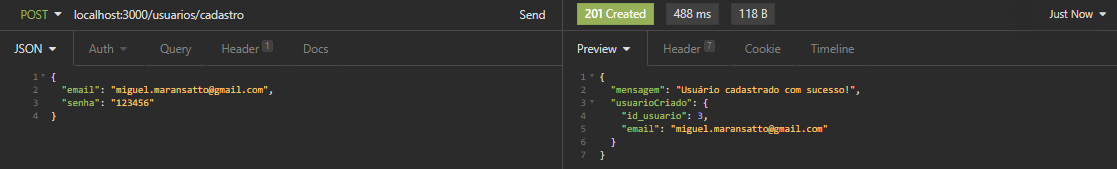 POST localhost:3000/usuarios/cadastro Send
JSON Auth Query Header 1 Docs
1 {
2 "email": "miguel.maransatto@gmail.com",
3 "senha": "123456"
4 }
201 Created 488 ms 118 B Just Now
Preview Header 7 Cookie Timeline
1 {
2 "mensagem": "Usuário cadastrado com sucesso!",
3 "usuarioCriado": {
4 "id_usuario": 3,
5 "email": "miguel.maransatto@gmail.com"
6 }
7 }